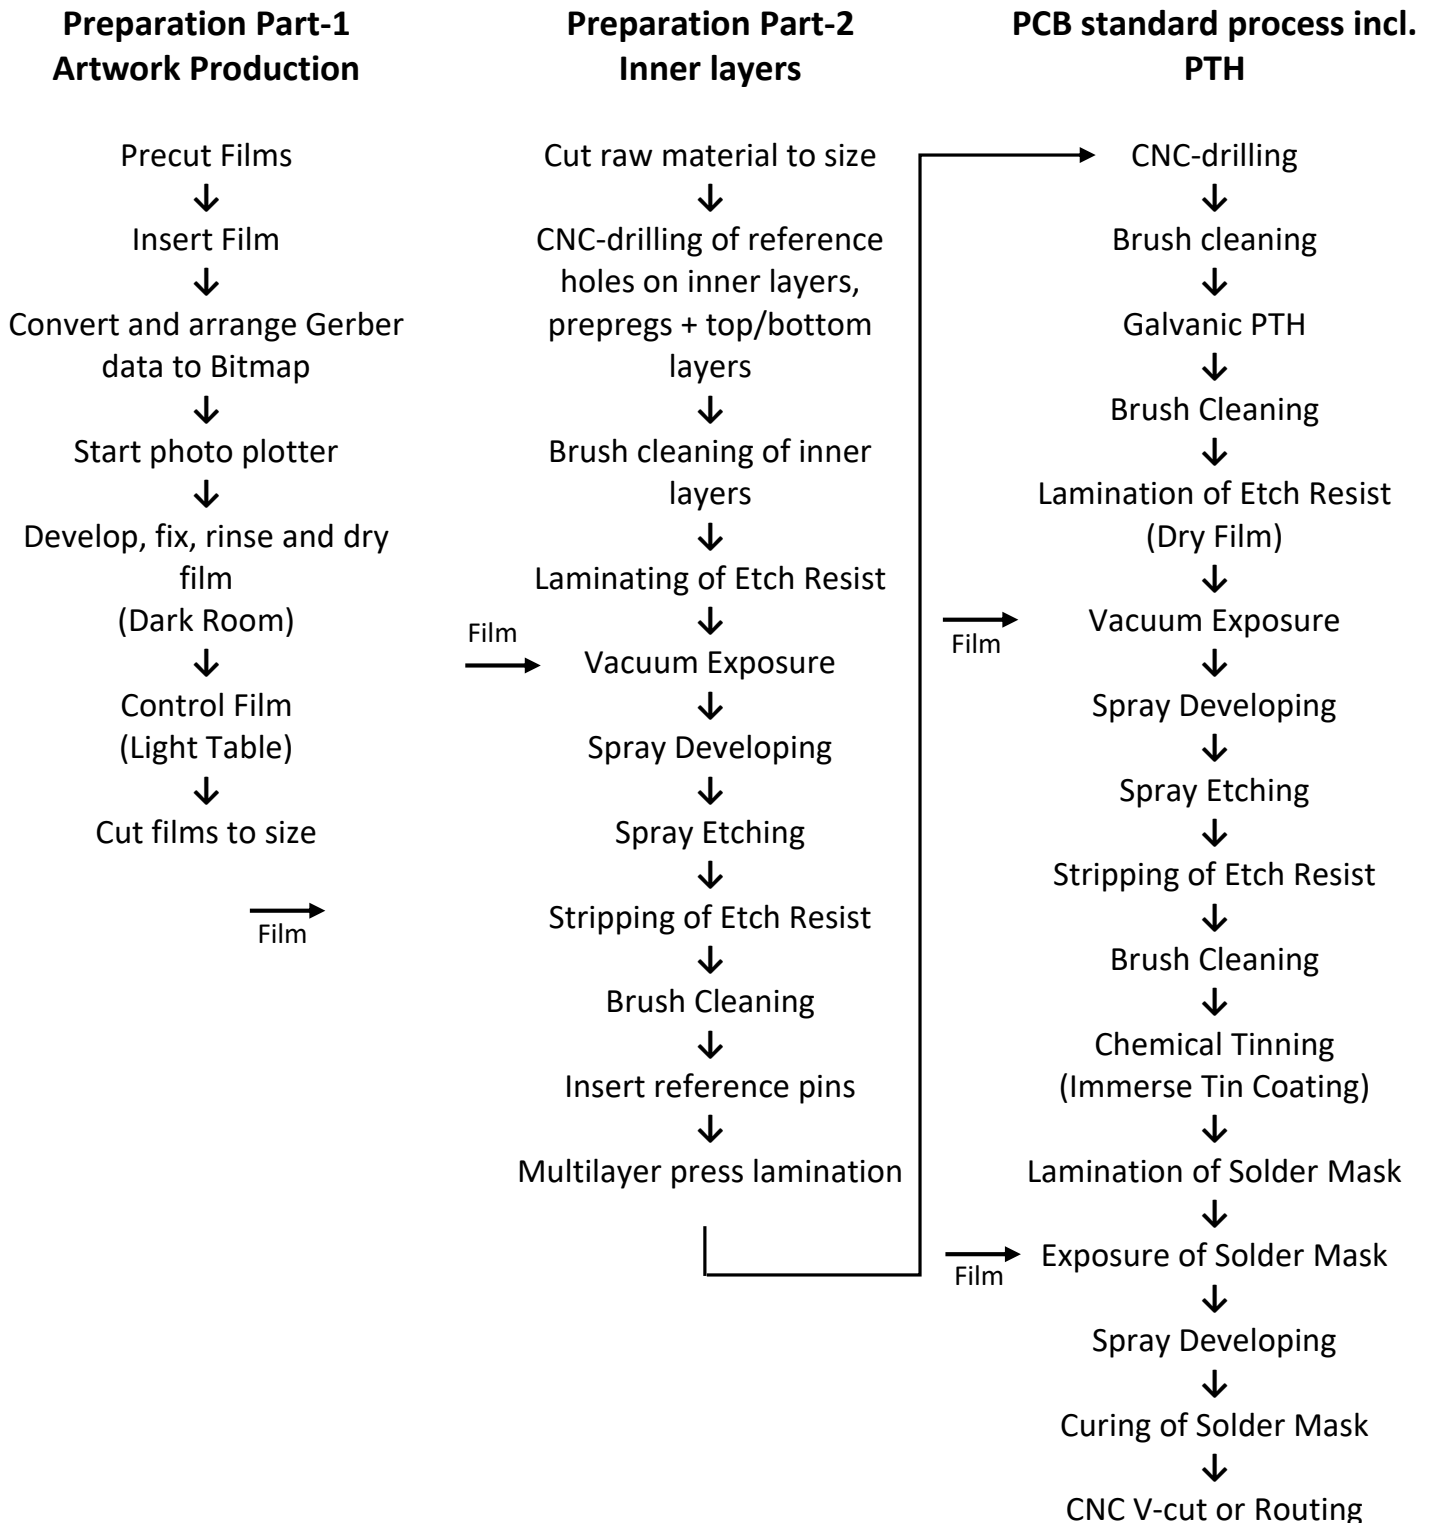 Preparation Part-1
Artwork Production
Precut Films
Insert Film
Convert and arrange Gerber
data to Bitmap
Start photo plotter
Develop, fix, rinse and dry
film
(Dark Room)
Control Film
(Light Table)
Cut films to size
Film
Preparation Part-2
Inner layers
Cut raw material to size
CNC-drilling of reference
holes on inner layers,
prepregs + top/bottom
layers
Brush cleaning of inner
layers
Laminating of Etch Resist
Film
Vacuum Exposure
Spray Developing
Spray Etching
Stripping of Etch Resist
Brush Cleaning
Insert reference pins
Multilayer press lamination
PCB standard process incl.
PTH
CNC-drilling
Brush cleaning
Galvanic PTH
Brush Cleaning
Lamination of Etch Resist
(Dry Film)
Film
Vacuum Exposure
Spray Developing
Spray Etching
Stripping of Etch Resist
Brush Cleaning
Chemical Tinning
(Immerse Tin Coating)
Lamination of Solder Mask
Film
Exposure of Solder Mask
Spray Developing
Curing of Solder Mask
CNC V-cut or Routing